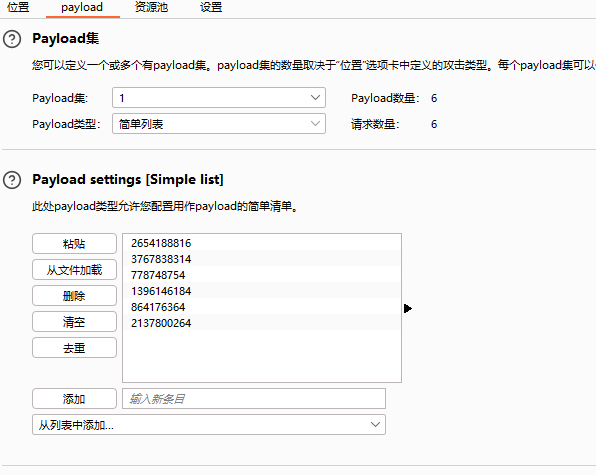 位置 payload 资源池 设置
Payload集
您可以定义一个或多个有payload集。payload集的数量取决于"位置"选项卡中定义的攻击类型。每个payload集可以
Payload集: 1 Payload数量: 6
Payload类型: 简单列表 请求数量: 6
Payload settings [Simple list]
此处payload类型允许您配置用作payload的简单清单。
粘贴
从文件加载
删除
清空
去重
2654188816
3767838314
778748754
1396146184
864176364
2137800264
添加 输入新条目
从列表中添加...